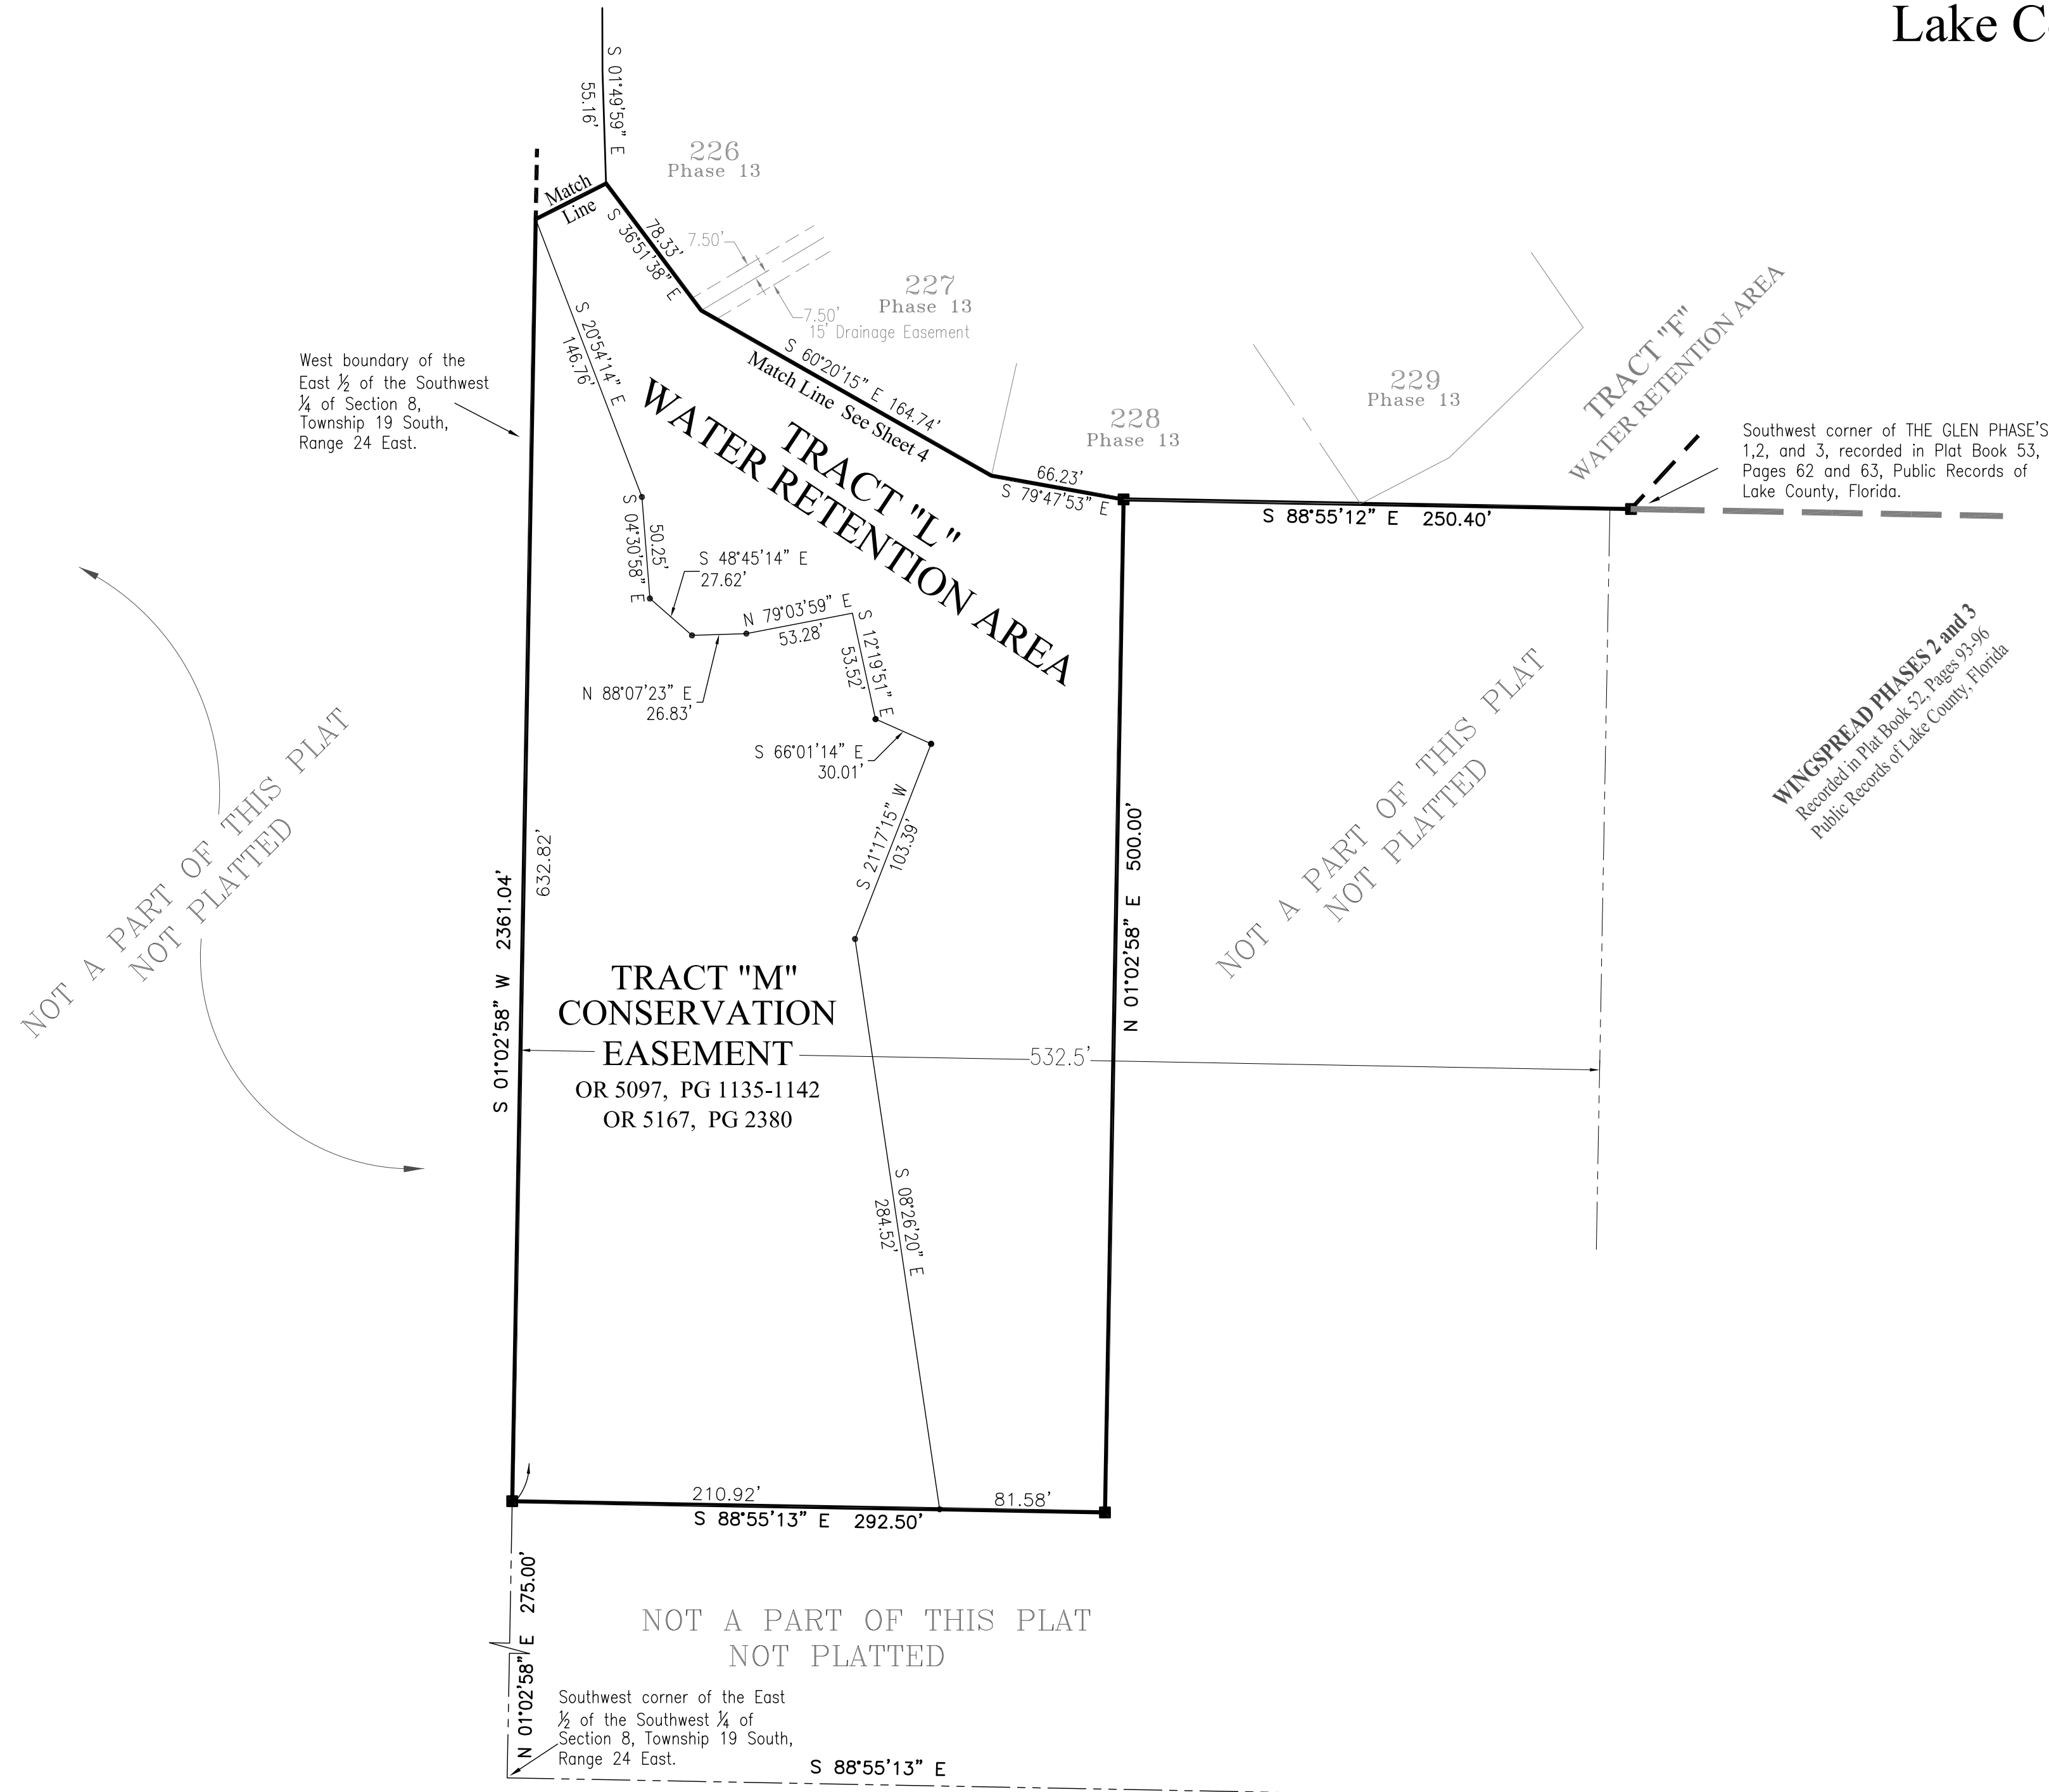 Lake C
S 01°49'59" E
55.16'
226
Phase 13
Match
Line
78.33'
S 36°51'38" E
7.50'
227
Phase 13
7.50'
15' Drainage Easement
S 60°20'15" E 164.74'
Match Line See Sheet 4
TRACT "L"
WATER RETENTION AREA
West boundary of the
East ½ of the Southwest
¼ of Section 8,
Township 19 South,
Range 24 East.
S 20°54'14" E
146.76'
228
Phase 13
229
Phase 13
TRACT "F"
WATER RETENTION AREA
Southwest corner of THE GLEN PHASE'S
1,2, and 3, recorded in Plat Book 53,
Pages 62 and 63, Public Records of
Lake County, Florida.
66.23'
S 79°47'53" E
S 88°55'12" E 250.40'
50.25'
S 04°30'58" E
S 48°45'14" E
27.62'
N 79°03'59" E
53.28'
S 12°19'51" E
53.52'
N 88°07'23" E
26.83'
S 66°01'14" E
30.01'
S 21°17'15" W
103.39'
NOT A PART OF THIS PLAT
NOT PLATTED
632.82'
S 01°02'58" W 2361.04'
N 01°02'58" E 500.00'
NOT A PART OF THIS PLAT
NOT PLATTED
WINGSPREAD PHASES 2 and 3
Recorded in Plat Book 52, Pages 93-96
Public Records of Lake County, Florida
TRACT "M"
CONSERVATION
EASEMENT
OR 5097, PG 1135-1142
OR 5167, PG 2380
532.5'
S 08°26'20" E
284.52'
210.92'
81.58'
S 88°55'13" E 292.50'
N 01°02'58" E 275.00'
NOT A PART OF THIS PLAT
NOT PLATTED
Southwest corner of the East
½ of the Southwest ¼ of
Section 8, Township 19 South,
Range 24 East.
S 88°55'13" E